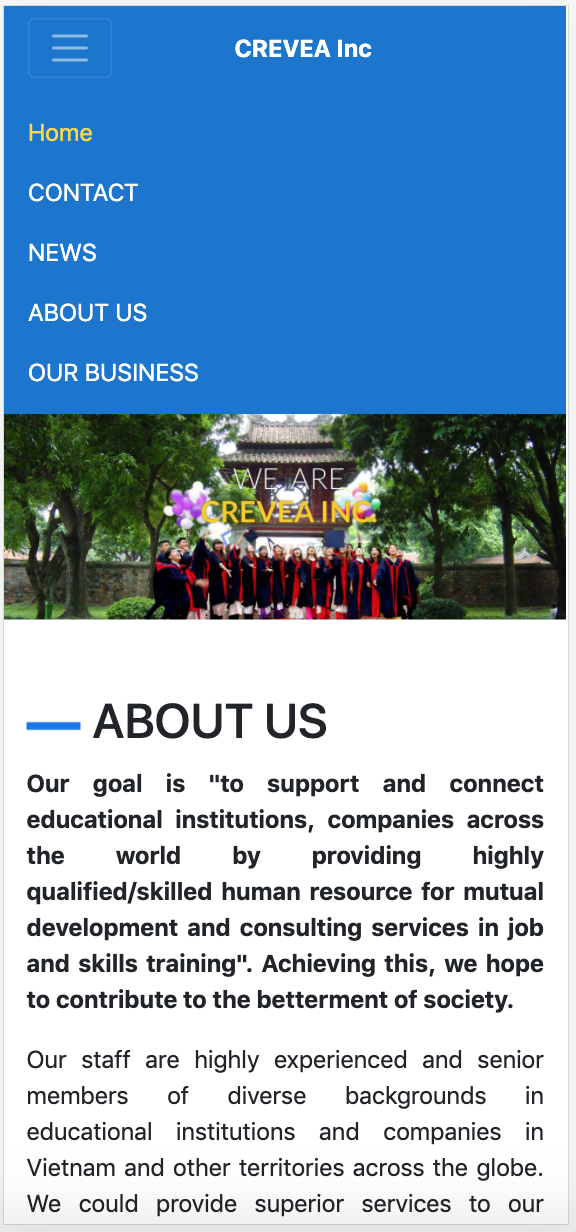 CREVEA Inc
Home
CONTACT
NEWS
ABOUT US
OUR BUSINESS
WE ARE
CREVEA INC.
ABOUT US
Our goal is "to support and connect
educational institutions, companies across
the world by providing highly
qualified/skilled human resource for mutual
development and consulting services in job
and skills training". Achieving this, we hope
to contribute to the betterment of society.
Our staff are highly experienced and senior
members of diverse backgrounds in
educational institutions and companies in
Vietnam and other territories across the globe.
We could provide superior services to our